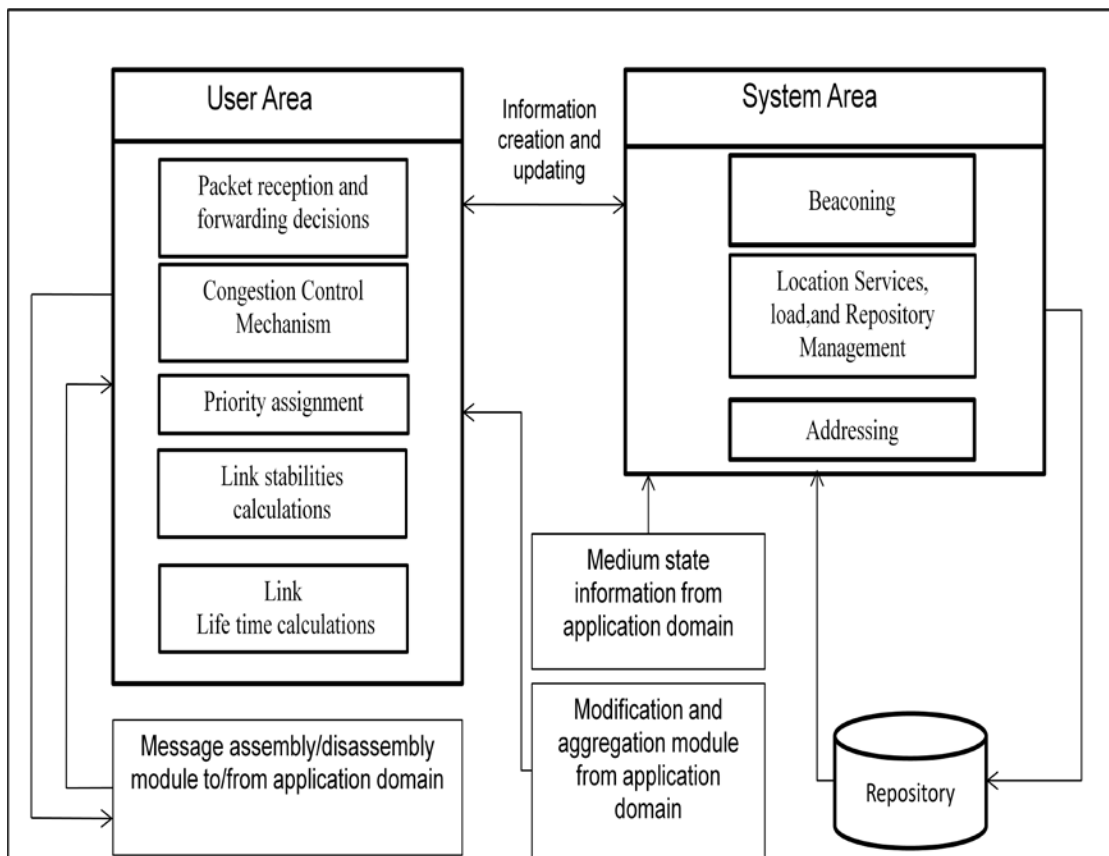 User Area
Packet reception and
forwarding decisions
Congestion Control
Mechanism
Priority assignment
Link stabilities
calculations
Link
Life time calculations
Information
creation and
updating
System Area
Beaconing
Location Services,
load,and Repository
Management
Addressing
Medium state
information from
application domain
Message assembly/disassembly
module to/from application domain
Modification and
aggregation module
from application
domain
Repository